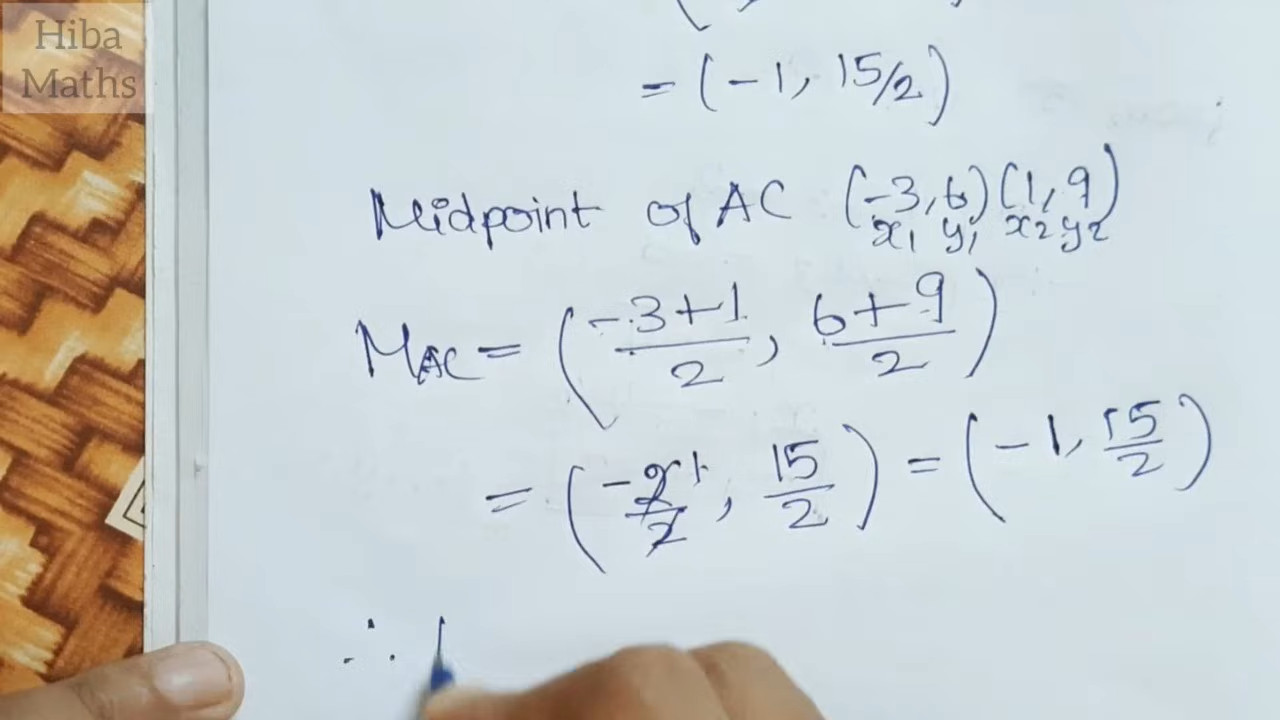 Hiba
Maths
= (-1, 15/2)
Midpoint of AC (-3, 6) (1, 9)
x₁ y₁ x₂ y₂
M_AC = (-3+1/2, 6+9/2)
= (-2/2, 15/2) = (-1, 15/2)
∴